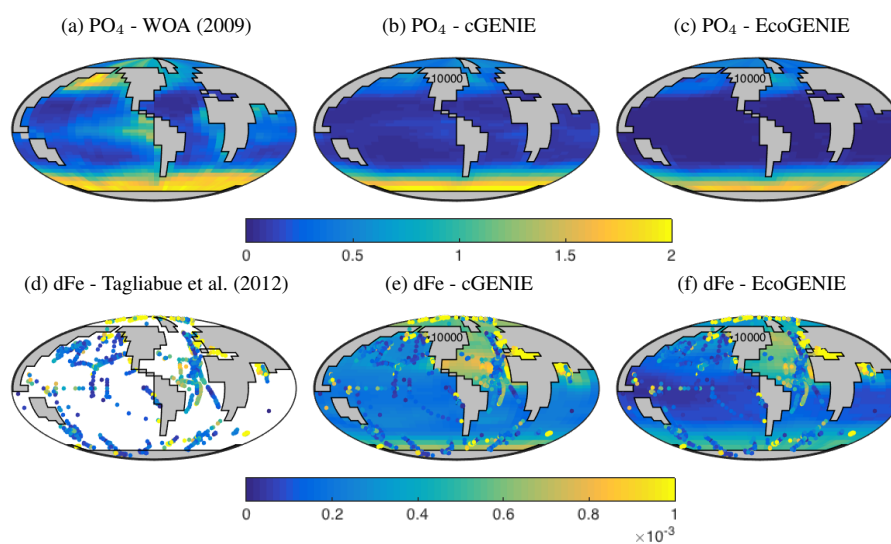 (a) PO₄ - WOA (2009) (b) PO₄ - cGENIE (c) PO₄ - EcoGENIE
10000 10000
0 0.5 1 1.5 2
(d) dFe - Tagliabue et al. (2012) (e) dFe - cGENIE (f) dFe - EcoGENIE
10000 10000
0 0.2 0.4 0.6 0.8 1
×10⁻³